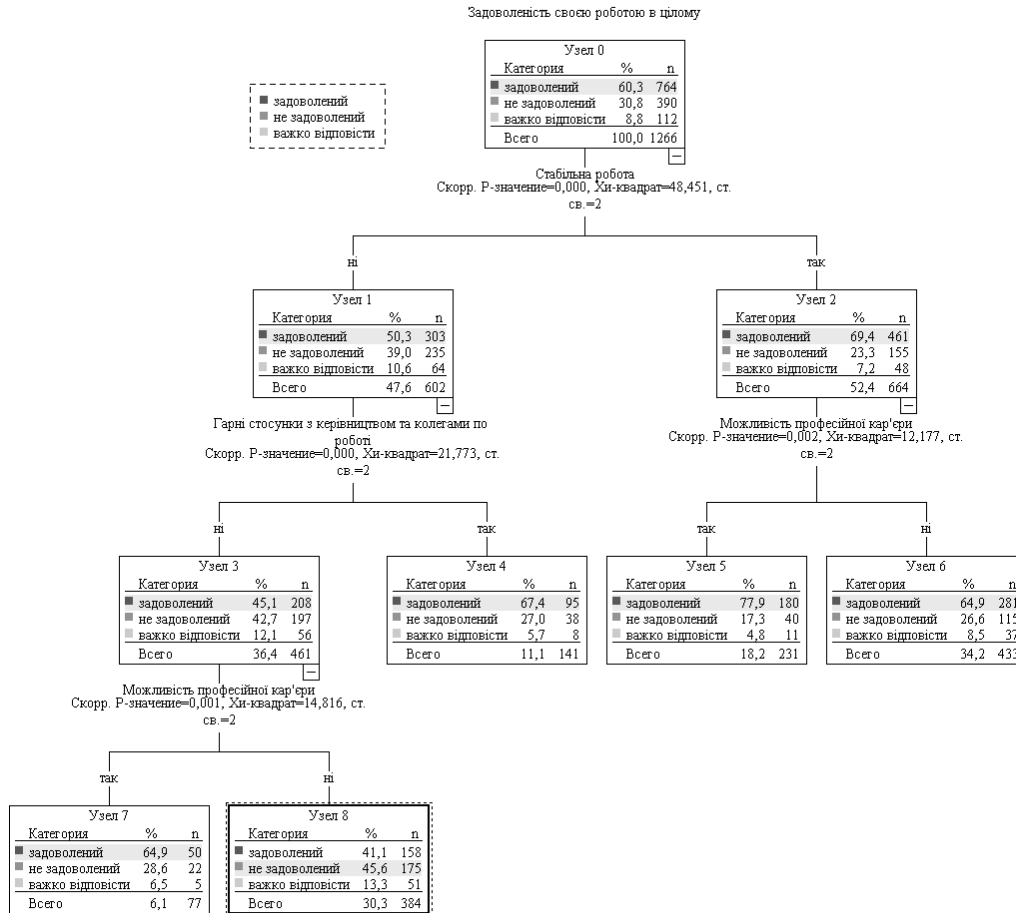 Задоволеність своєю роботою в цілому
Узел 0
Категория % n
задоволений 60,3 764
не задоволений 30,8 390
важко відповісти 8,8 112
Всего 100,0 1266
задоволений
не задоволений
важко відповісти
Стабільна робота
Скорр. Р-значение=0,000, Хи-квадрат=48,451, ст.
св.=2
ні
так
Узел 1
Категория % n
задоволений 50,3 303
не задоволений 39,0 235
важко відповісти 10,6 64
Всего 47,6 602
Узел 2
Категория % n
задоволений 69,4 461
не задоволений 23,3 155
важко відповісти 7,2 48
Всего 52,4 664
Гарні стосунки з керівництвом та колегами по
роботі
Скорр. Р-значение=0,000, Хи-квадрат=21,773, ст.
св.=2
Можливість професійної кар'єри
Скорр. Р-значение=0,002, Хи-квадрат=12,177, ст.
св.=2
ні
так
так
ні
Узел 3
Категория % n
задоволений 45,1 208
не задоволений 42,7 197
важко відповісти 12,1 56
Всего 36,4 461
Узел 4
Категория % n
задоволений 67,4 95
не задоволений 27,0 38
важко відповісти 5,7 8
Всего 11,1 141
Узел 5
Категория % n
задоволений 77,9 180
не задоволений 17,3 40
важко відповісти 4,8 11
Всего 18,2 231
Узел 6
Категория % n
задоволений 64,9 281
не задоволений 26,6 115
важко відповісти 8,5 37
Всего 34,2 433
Можливість професійної кар'єри
Скорр. Р-значение=0,001, Хи-квадрат=14,816, ст.
св.=2
так
ні
Узел 7
Категория % n
задоволений 64,9 50
не задоволений 28,6 22
важко відповісти 6,5 5
Всего 6,1 77
Узел 8
Категория % n
задоволений 41,1 158
не задоволений 45,6 175
важко відповісти 13,3 51
Всего 30,3 384